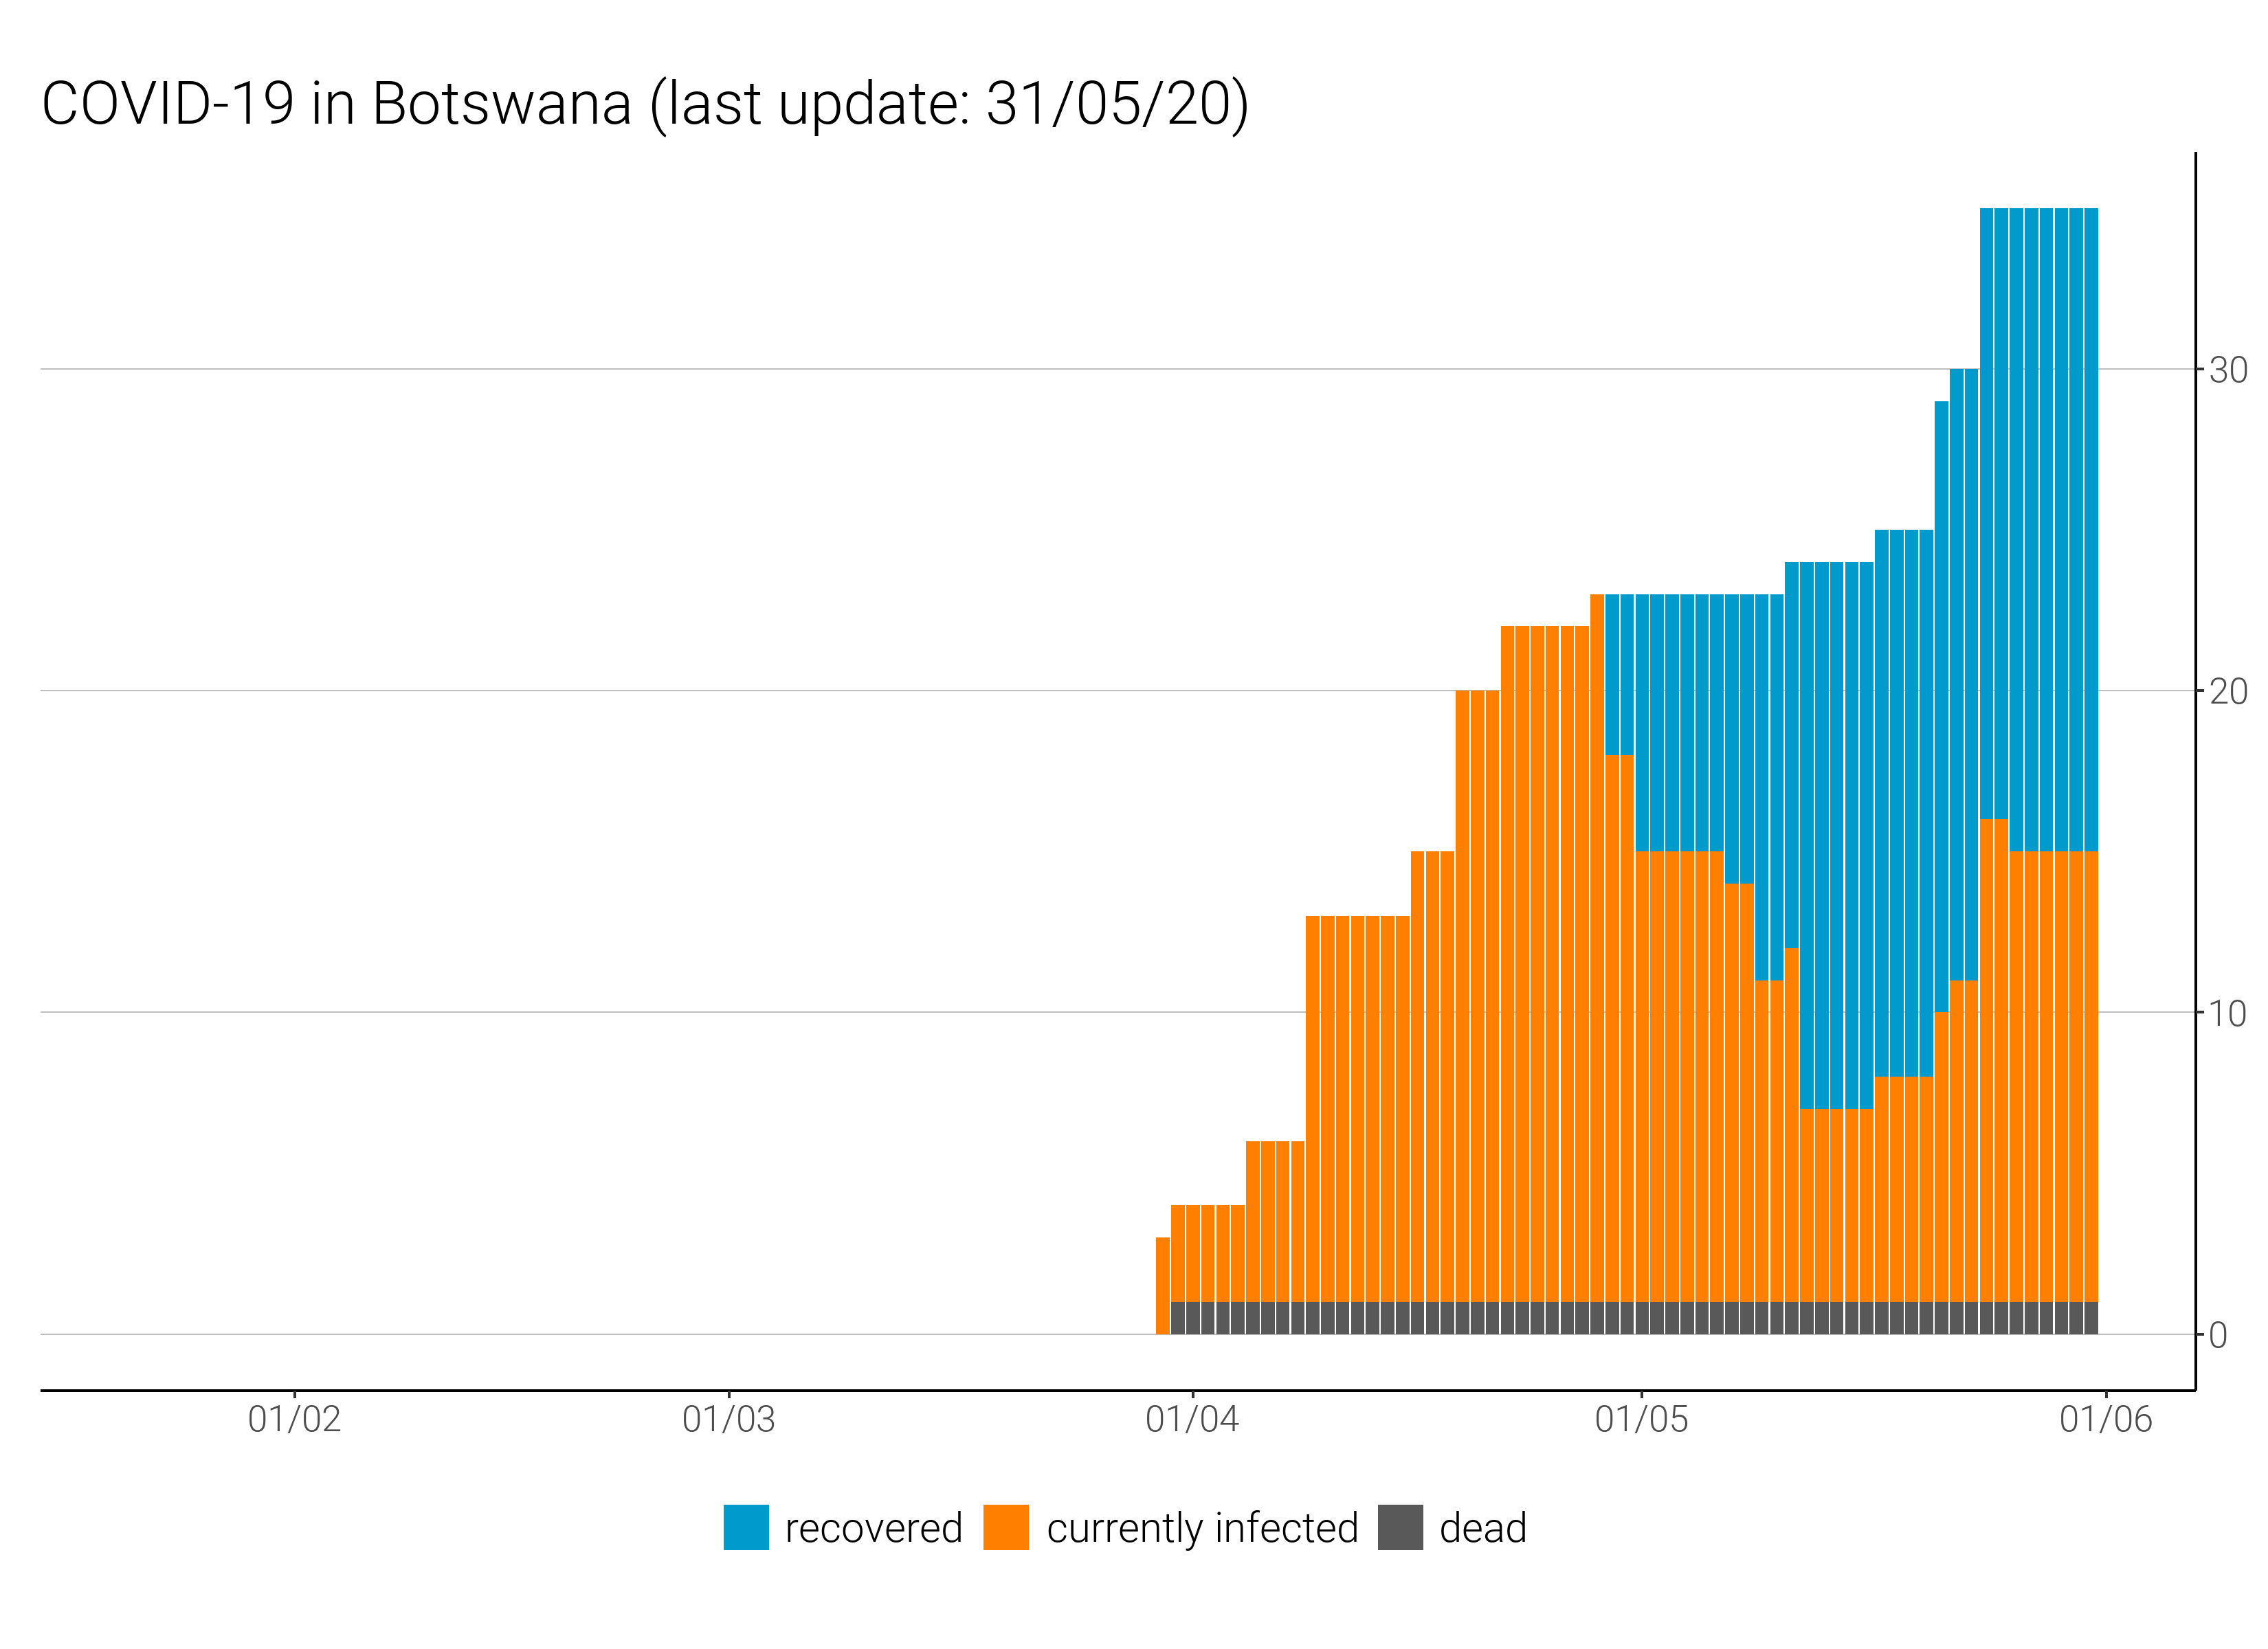 COVID-19 in Botswana (last update: 31/05/20)
30
20
10
0
01/02 01/03 01/04 01/05 01/06
recovered currently infected dead